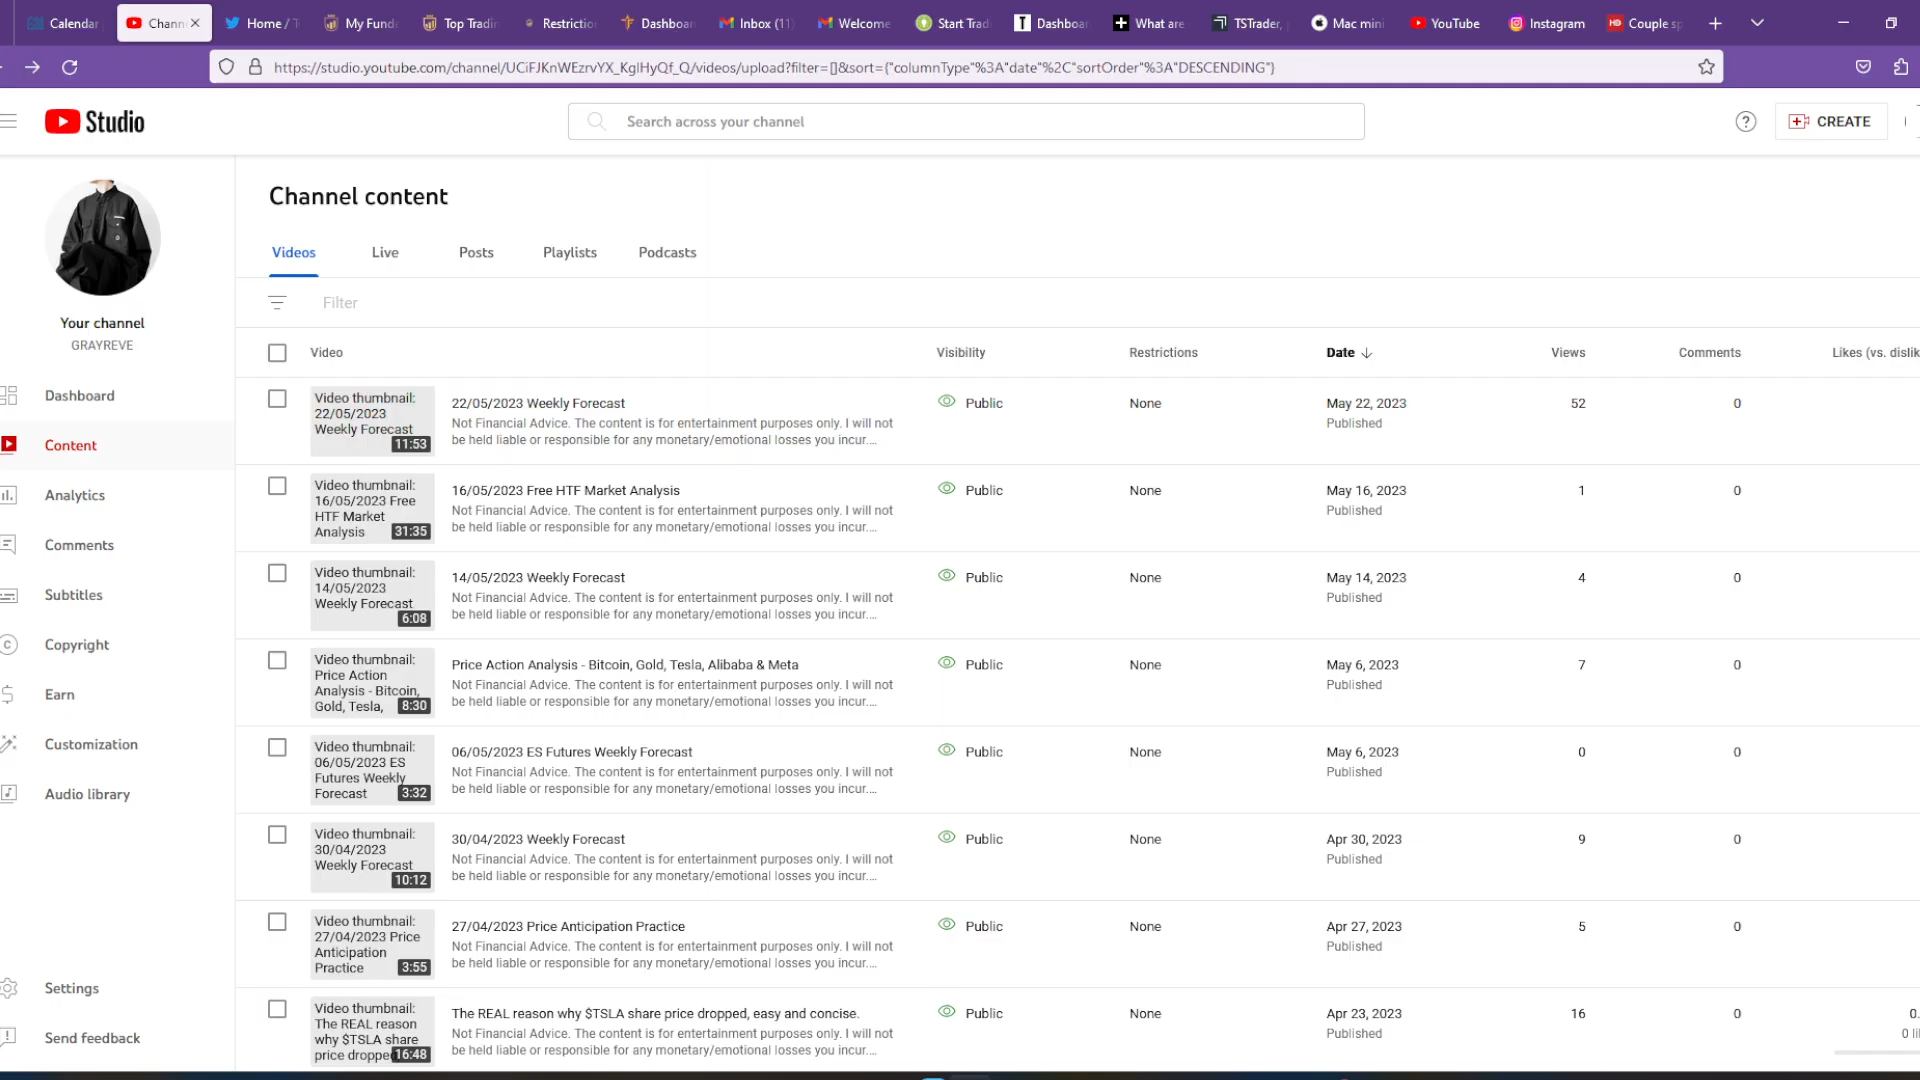 Calendar
Chann
Home / T
My Fund
Top Tradin
Restriction
Dashboar
Inbox (11)
Welcome
Start Trad
Dashboar
What are
TSTrader,
Mac mini
YouTube
Instagram
Couple sp
https://studio.youtube.com/channel/UCiFJKnWEzrvYX_KglHyQf_Q/videos/upload?filter=[]&sort={"columnType"%3A"date"%2C"sortOrder"%3A"DESCENDING"}
Studio
Search across your channel
CREATE
Channel content
Videos
Live
Posts
Playlists
Podcasts
Filter
Your channel
GRAYREVE
Dashboard
Content
Analytics
Comments
Subtitles
Copyright
Earn
Customization
Audio library
Settings
Send feedback
Video
Visibility
Restrictions
Date
Views
Comments
Likes (vs. dislik
Video thumbnail:
22/05/2023
Weekly Forecast
11:53
22/05/2023 Weekly Forecast
Not Financial Advice. The content is for entertainment purposes only. I will not
be held liable or responsible for any monetary/emotional losses you incur....
Public
None
May 22, 2023
Published
52
0
Video thumbnail:
16/05/2023 Free
HTF Market
Analysis
31:35
16/05/2023 Free HTF Market Analysis
Not Financial Advice. The content is for entertainment purposes only. I will not
be held liable or responsible for any monetary/emotional losses you incur....
Public
None
May 16, 2023
Published
1
0
Video thumbnail:
14/05/2023
Weekly Forecast
6:08
14/05/2023 Weekly Forecast
Not Financial Advice. The content is for entertainment purposes only. I will not
be held liable or responsible for any monetary/emotional losses you incur....
Public
None
May 14, 2023
Published
4
0
Video thumbnail:
Price Action
Analysis - Bitcoin,
Gold, Tesla,
8:30
Price Action Analysis - Bitcoin, Gold, Tesla, Alibaba & Meta
Not Financial Advice. The content is for entertainment purposes only. I will not
be held liable or responsible for any monetary/emotional losses you incur....
Public
None
May 6, 2023
Published
7
0
Video thumbnail:
06/05/2023 ES
Futures Weekly
Forecast
3:32
06/05/2023 ES Futures Weekly Forecast
Not Financial Advice. The content is for entertainment purposes only. I will not
be held liable or responsible for any monetary/emotional losses you incur....
Public
None
May 6, 2023
Published
0
0
Video thumbnail:
30/04/2023
Weekly Forecast
10:12
30/04/2023 Weekly Forecast
Not Financial Advice. The content is for entertainment purposes only. I will not
be held liable or responsible for any monetary/emotional losses you incur....
Public
None
Apr 30, 2023
Published
9
0
Video thumbnail:
27/04/2023 Price
Anticipation
Practice
3:55
27/04/2023 Price Anticipation Practice
Not Financial Advice. The content is for entertainment purposes only. I will not
be held liable or responsible for any monetary/emotional losses you incur....
Public
None
Apr 27, 2023
Published
5
0
Video thumbnail:
The REAL reason
why $TSLA share
price dropped
16:48
The REAL reason why $TSLA share price dropped, easy and concise.
Not Financial Advice. The content is for entertainment purposes only. I will not
be held liable or responsible for any monetary/emotional losses you incur....
Public
None
Apr 23, 2023
Published
16
0
0.
0 li